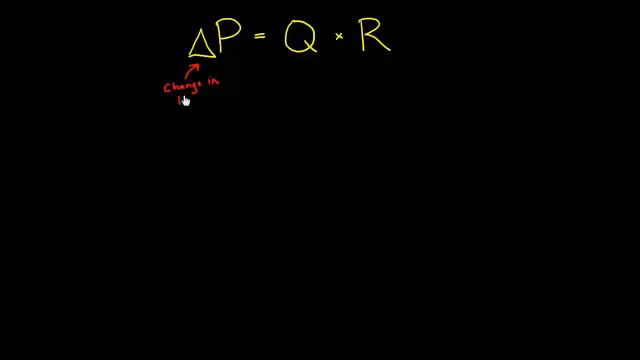 ΔP = Q × R
Change in